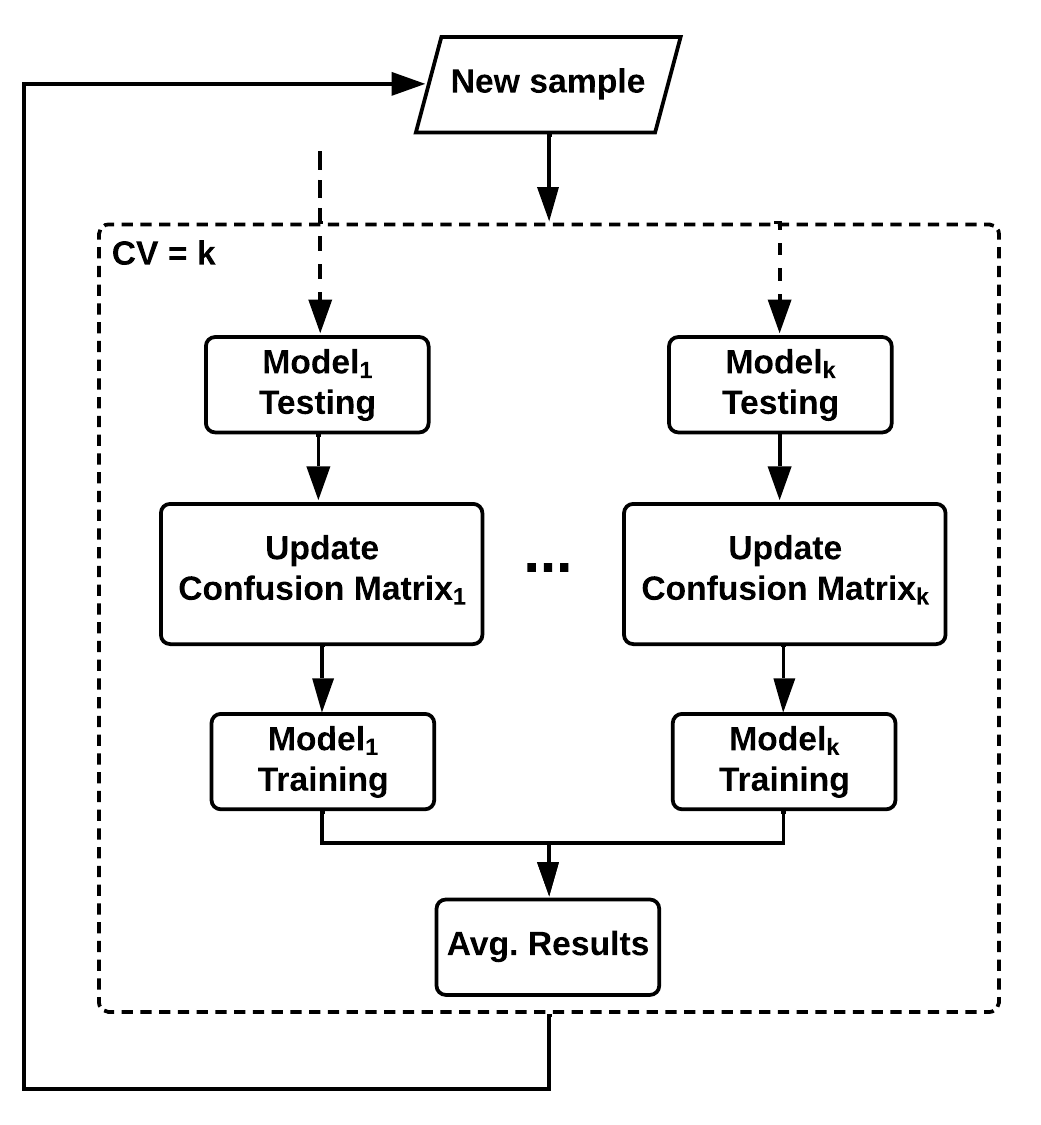 New sample
CV = k
Model₁
Testing
Modelₖ
Testing
Update
Confusion Matrix₁
...
Update
Confusion Matrixₖ
Model₁
Training
Modelₖ
Training
Avg. Results